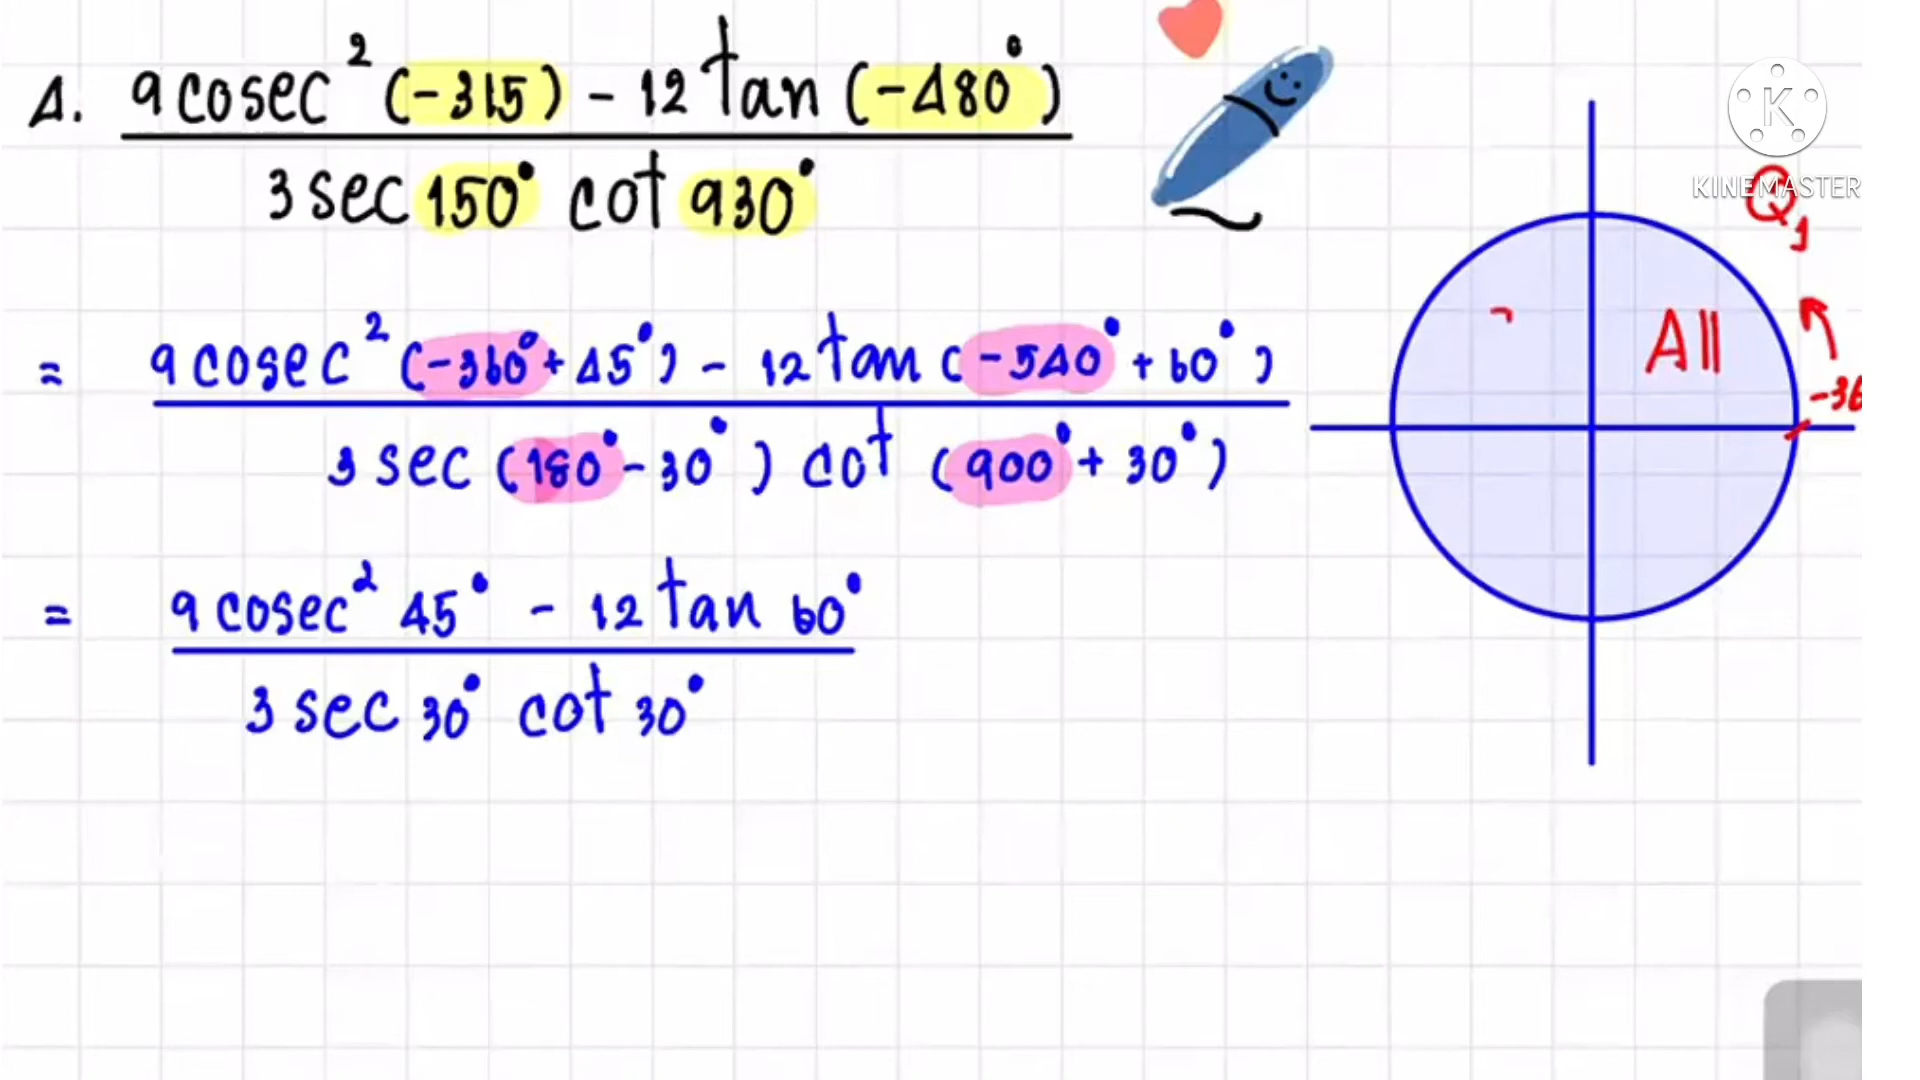 4. 9 cosec² (-315) - 12 tan (-480°)
3 sec 150° cot 930°
KINEMASTER
Q₁
= 9 cosec² (-360° + 45°) - 12 tan (-540° + 60°)
All
-36
3 sec (180° - 30°) cot (900° + 30°)
= 9 cosec² 45° - 12 tan 60°
3 sec 30° cot 30°